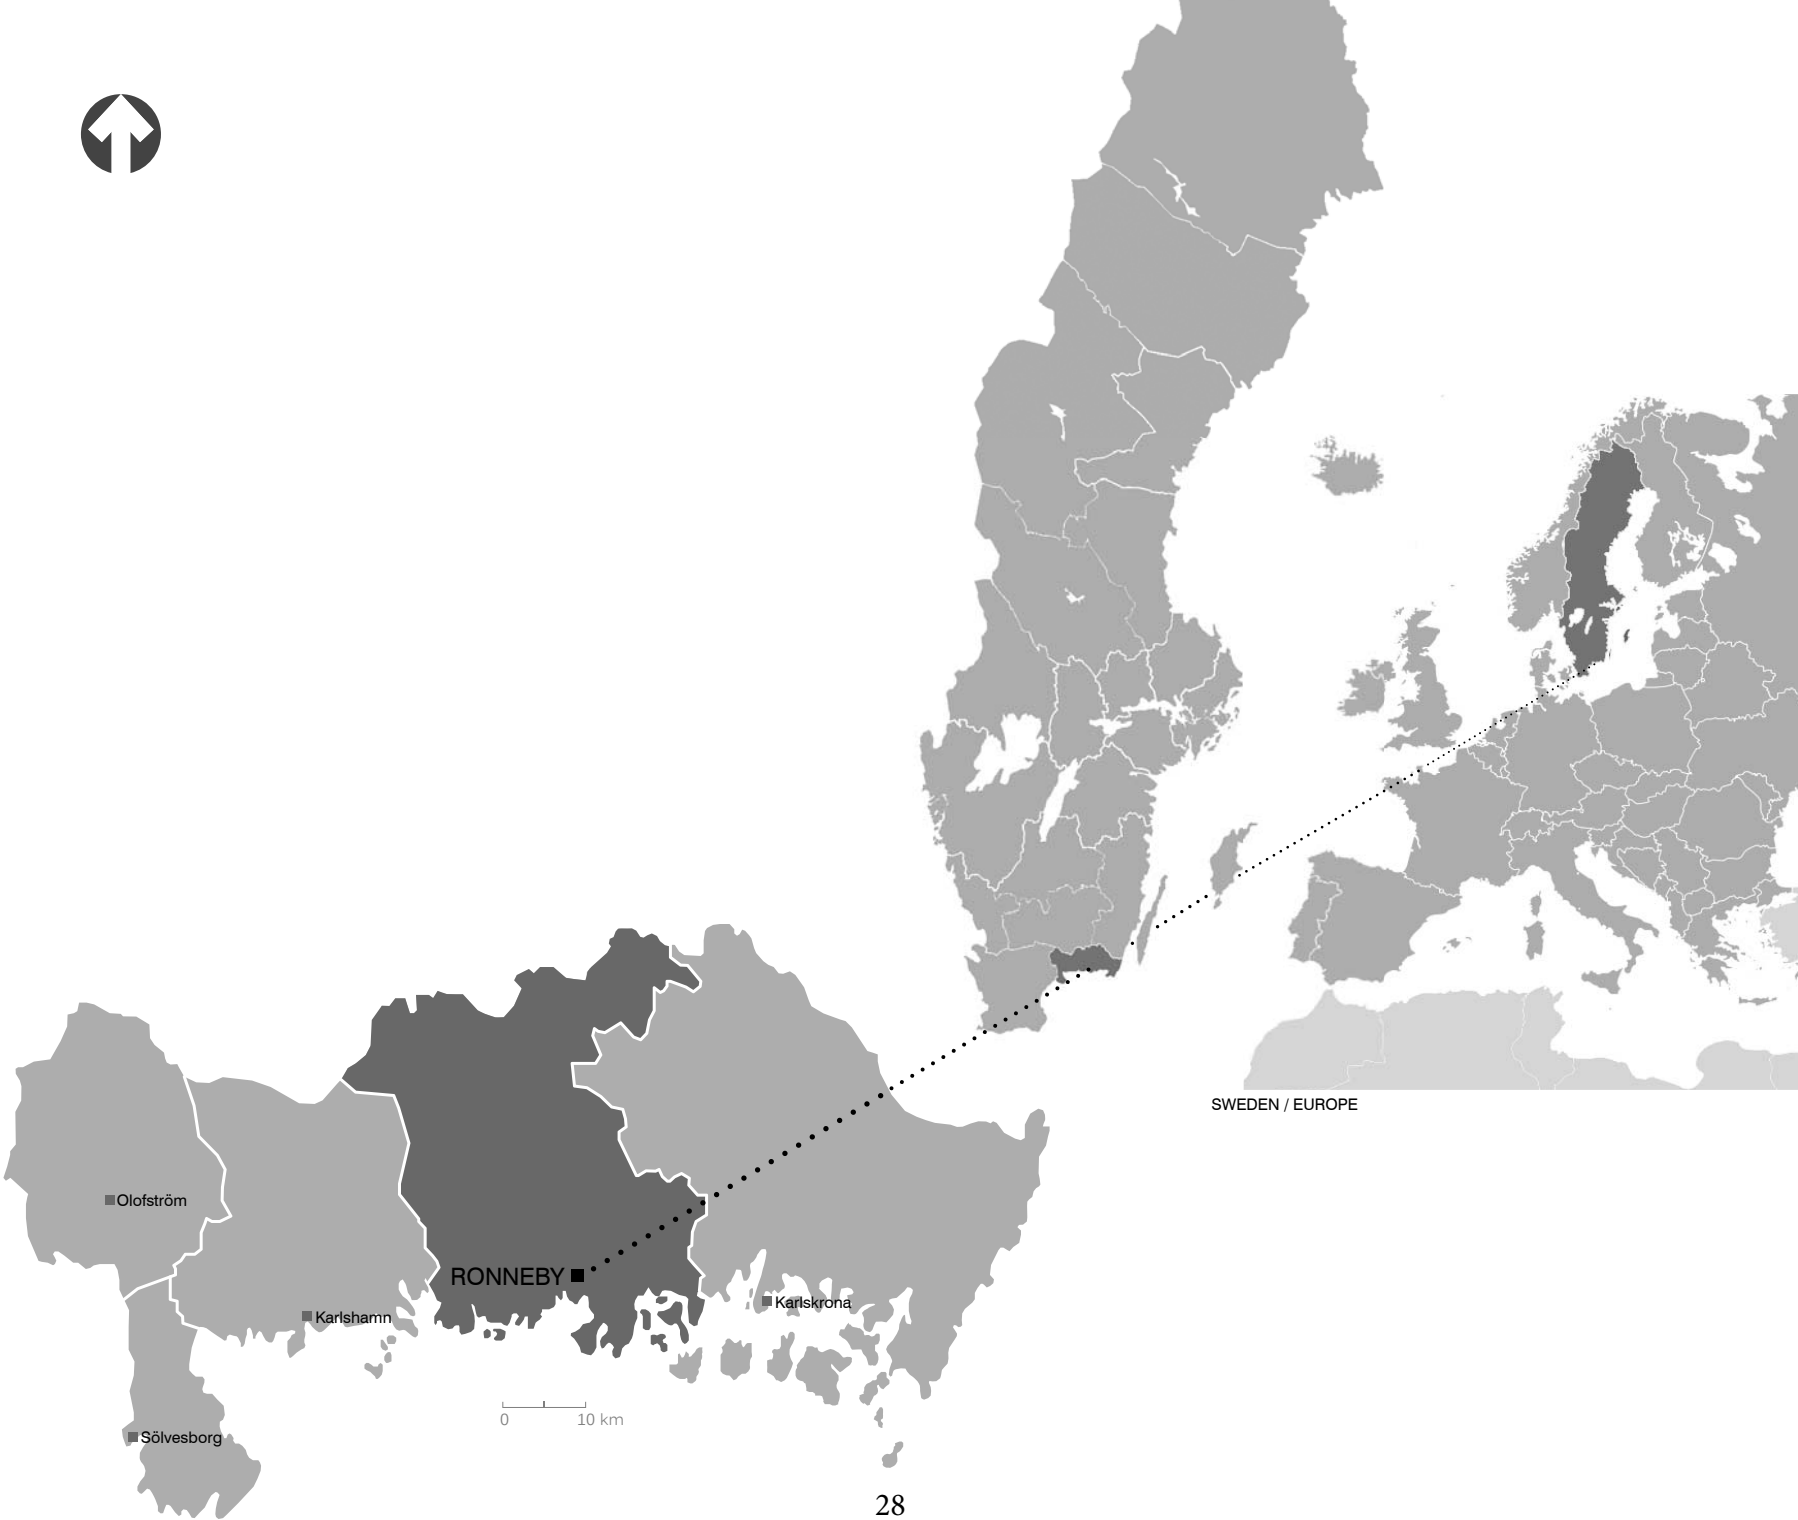 SWEDEN / EUROPE
Olofström
RONNEBY
Karlskrona
Karlshamn
0 10 km
Sölvesborg
28